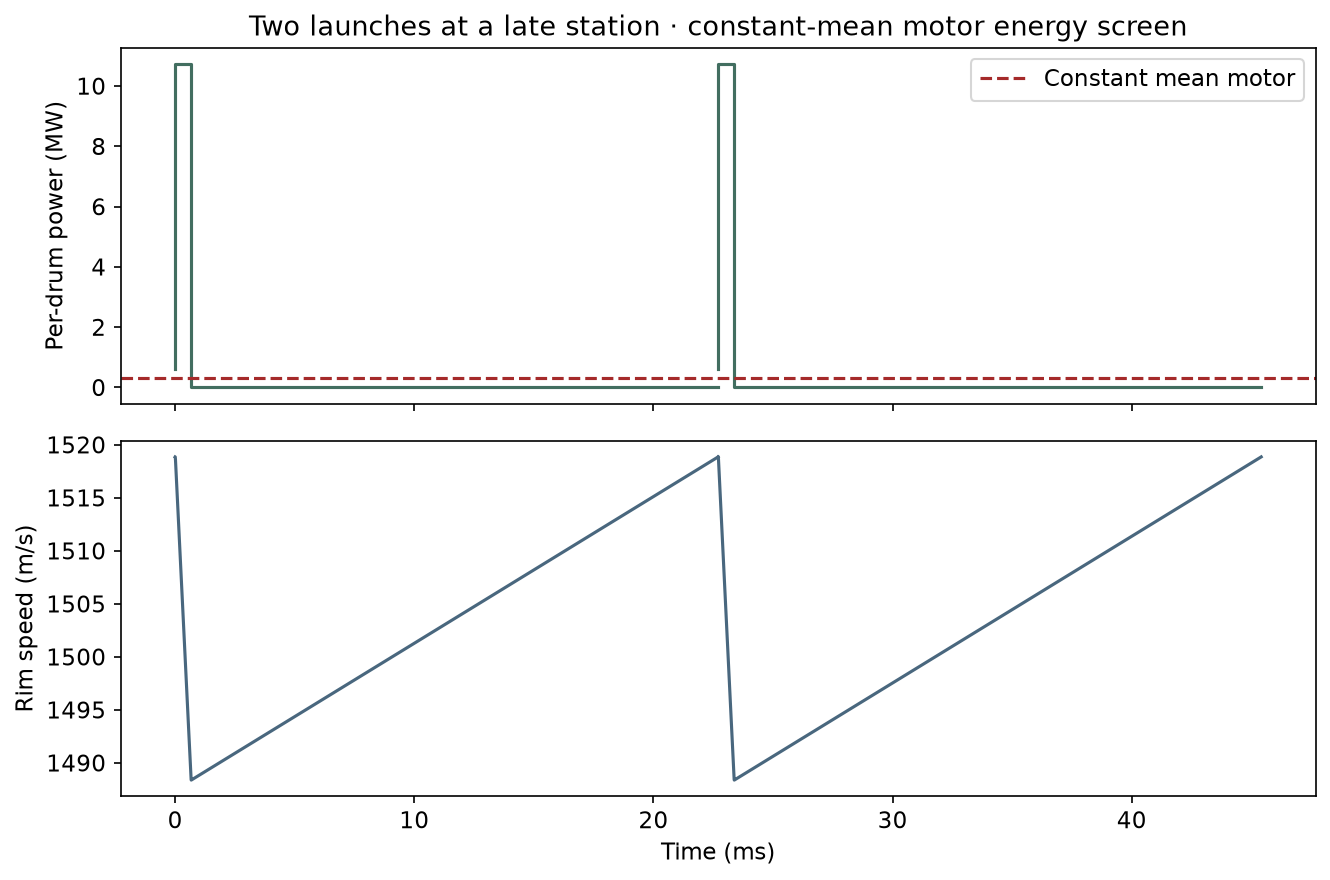 Two launches at a late station · constant-mean motor energy screen
Per-drum power (MW)
10
8
6
4
2
0
Constant mean motor
Rim speed (m/s)
1520
1515
1510
1505
1500
1495
1490
0 10 20 30 40
Time (ms)